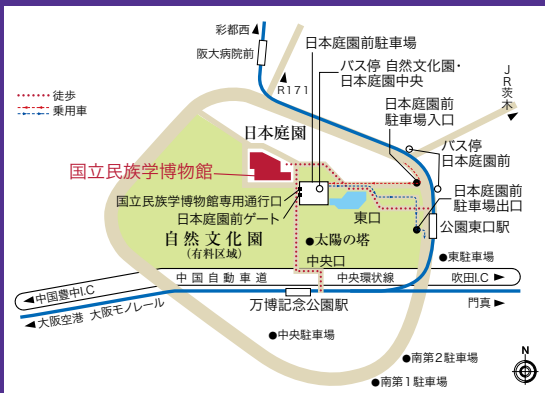 彩都西
阪大病院前
日本庭園前駐車場
バス停 自然文化園・
日本庭園中央
R171
JR茨木
徒歩
乗用車
日本庭園前
駐車場入口
日本庭園
バス停
日本庭園前
国立民族学博物館
国立民族学博物館専用通行口
日本庭園前ゲート
日本庭園前
駐車場出口
東口
公園東口駅
自然文化園
(有料区域)
●太陽の塔
中央口
●東駐車場
中国自動車道
中央環状線
吹田I.C
中国豊中I.C
万博記念公園駅
門真
大阪空港 大阪モノレール
●中央駐車場
N
●南第2駐車場
●南第1駐車場